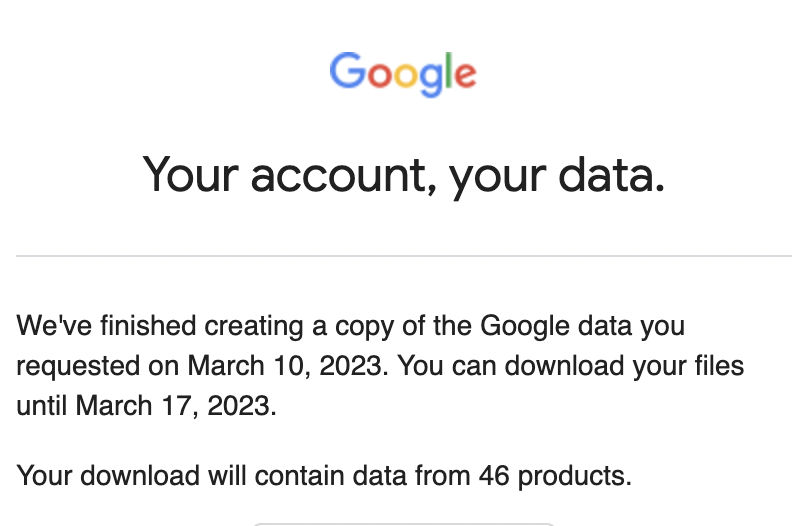 Google
Your account, your data.
We've finished creating a copy of the Google data you
requested on March 10, 2023. You can download your files
until March 17, 2023.
Your download will contain data from 46 products.